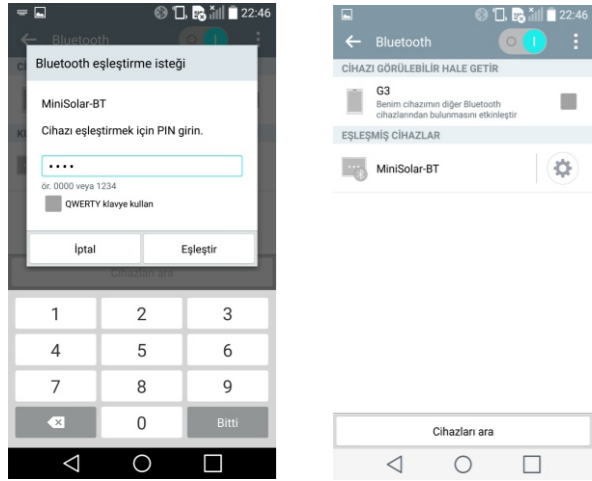 22:46
Bluetooth
Bluetooth eşleştirme isteği
MiniSolar-BT
Cihazı eşleştirmek için PIN girin.
••••
ör. 0000 veya 1234
QWERTY klavye kullan
İptal
Eşleştir
Cihazları ara
1
2
3
4
5
6
7
8
9
0
Bitti
22:46
Bluetooth
CİHAZI GÖRÜLEBİLİR HALE GETİR
G3
Benim cihazımın diğer Bluetooth
cihazlarından bulunmasını etkinleştir
EŞLEŞMİŞ CİHAZLAR
MiniSolar-BT
Cihazları ara